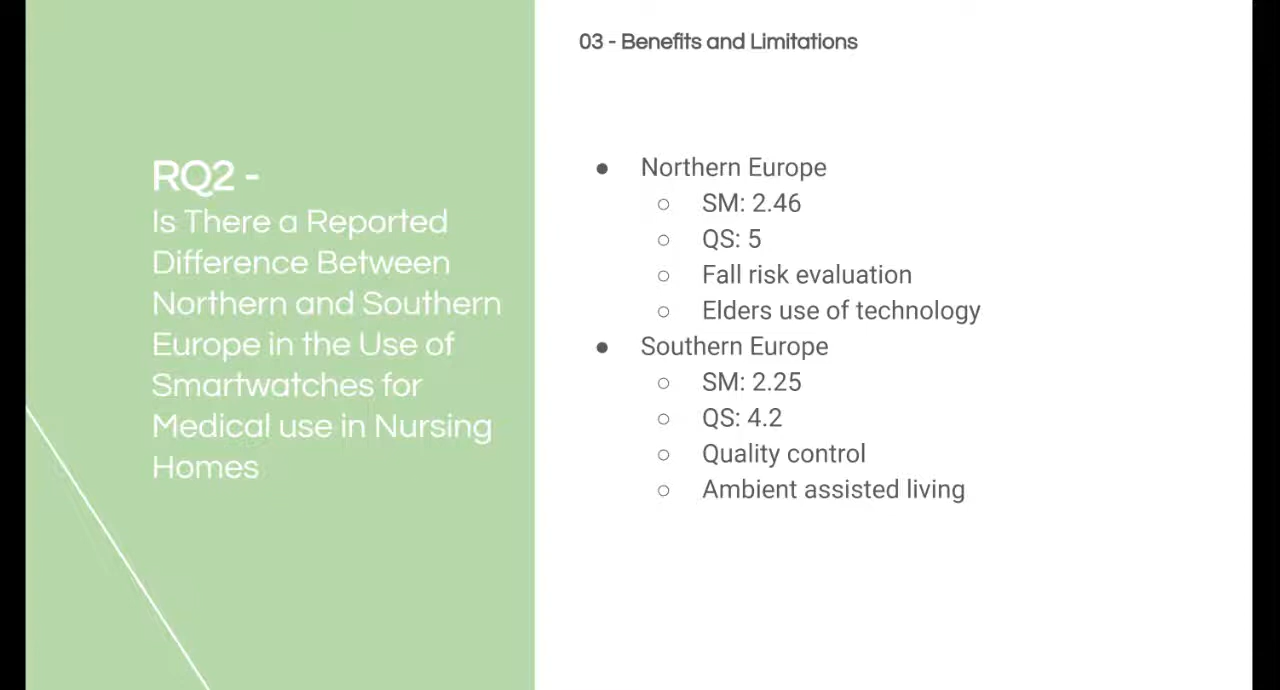 RQ2 -
Is There a Reported
Difference Between
Northern and Southern
Europe in the Use of
Smartwatches for
Medical use in Nursing
Homes
03 - Benefits and Limitations
● Northern Europe
○ SM: 2.46
○ QS: 5
○ Fall risk evaluation
○ Elders use of technology
● Southern Europe
○ SM: 2.25
○ QS: 4.2
○ Quality control
○ Ambient assisted living